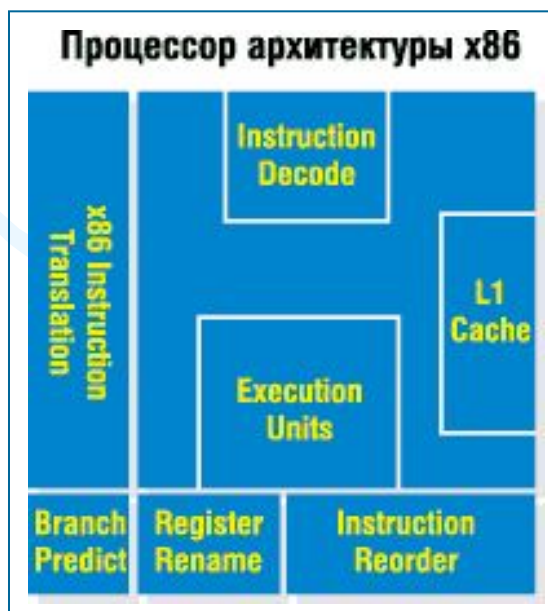 Процессор архитектуры x86
Instruction
Decode
x86 Instruction
Translation
L1
Cache
Execution
Units
Branch
Predict
Register
Rename
Instruction
Reorder